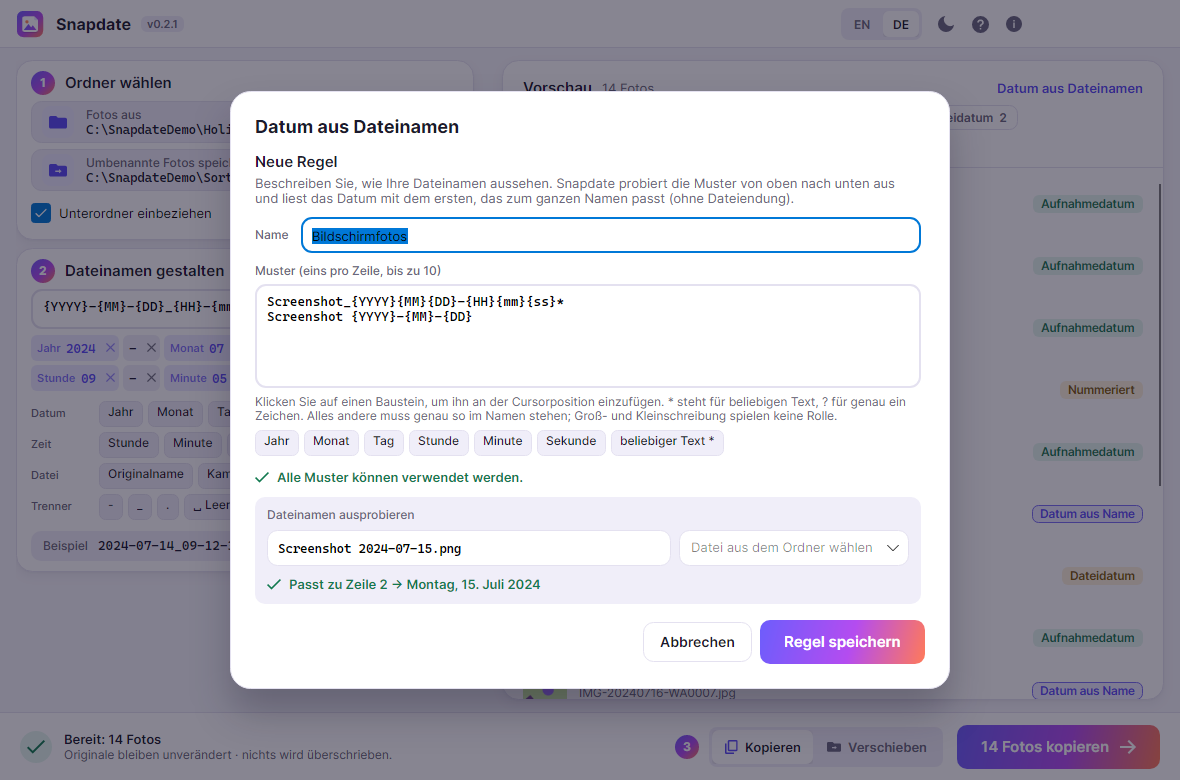 Snapdate v0.2.1
EN DE
1 Ordner wählen
Fotos aus
C:\SnapdateDemo\Holi
Umbenannte Fotos speic
C:\SnapdateDemo\Sort
Unterordner einbeziehen
2 Dateinamen gestalten
{YYYY}-{MM}-{DD}_{HH}-{mm
Jahr 2024 - Monat 07
Stunde 09 - Minute 05
Datum Jahr Monat Ta
Zeit Stunde Minute
Datei Originalname Kam
Trenner - _ . Leer
Beispiel 2024-07-14_09-12-
Vorschau 14 Fotos
Datum aus Dateinamen
eidatum 2
Aufnahmedatum
Aufnahmedatum
Aufnahmedatum
Nummeriert
Aufnahmedatum
Datum aus Name
Dateidatum
Aufnahmedatum
IMG-20240716-WA0007.jpg
Datum aus Name
Datum aus Dateinamen
Neue Regel
Beschreiben Sie, wie Ihre Dateinamen aussehen. Snapdate probiert die Muster von oben nach unten aus
und liest das Datum mit dem ersten, das zum ganzen Namen passt (ohne Dateiendung).
Name Bildschirmfotos
Muster (eins pro Zeile, bis zu 10)
Screenshot_{YYYY}{MM}{DD}-{HH}{mm}{ss}*
Screenshot {YYYY}-{MM}-{DD}
Klicken Sie auf einen Baustein, um ihn an der Cursorposition einzufügen. * steht für beliebigen Text, ? für genau ein
Zeichen. Alles andere muss genau so im Namen stehen; Groß- und Kleinschreibung spielen keine Rolle.
Jahr Monat Tag Stunde Minute Sekunde beliebiger Text *
Alle Muster können verwendet werden.
Dateinamen ausprobieren
Screenshot 2024-07-15.png
Datei aus dem Ordner wählen
Passt zu Zeile 2 → Montag, 15. Juli 2024
Abbrechen
Regel speichern
Bereit: 14 Fotos
Originale bleiben unverändert · nichts wird überschrieben.
3 Kopieren Verschieben
14 Fotos kopieren →